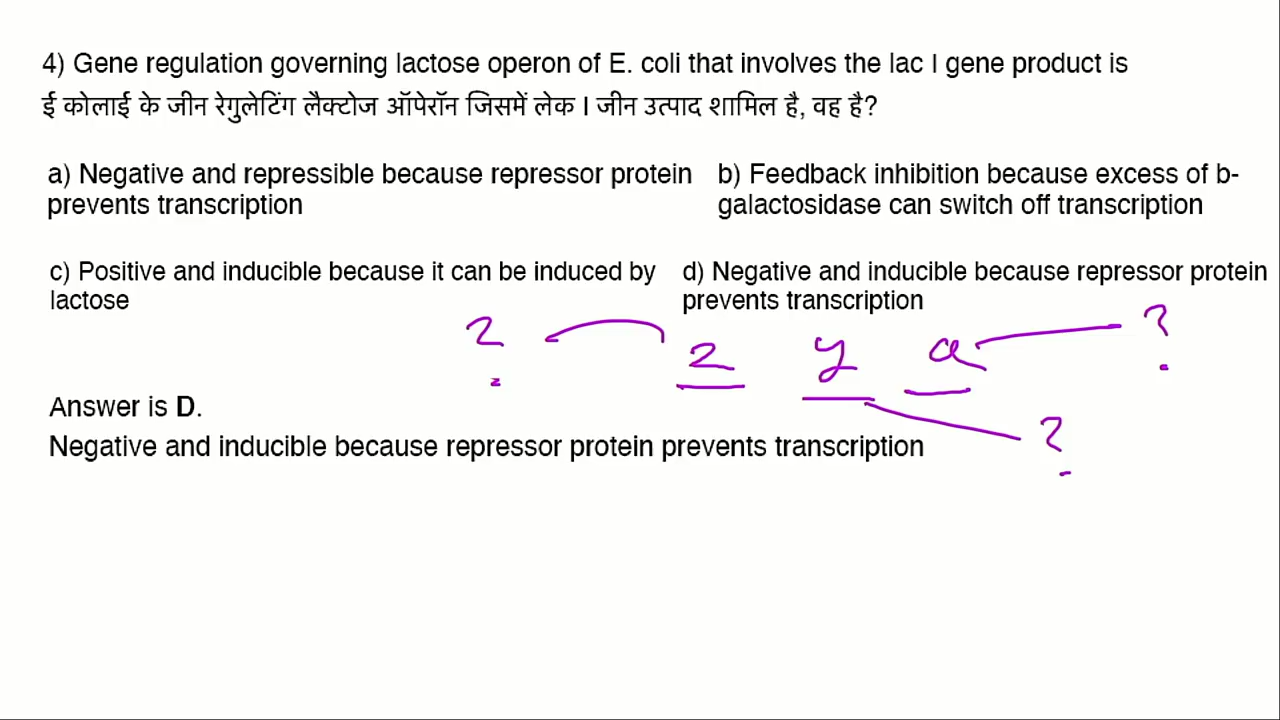 4) Gene regulation governing lactose operon of E. coli that involves the lac I gene product is
ई कोलाई के जीन रेगुलेटिंग लैक्टोज ऑपेरॉन जिसमें लेक I जीन उत्पाद शामिल है, वह है?
a) Negative and repressible because repressor protein
prevents transcription
b) Feedback inhibition because excess of b-
galactosidase can switch off transcription
c) Positive and inducible because it can be induced by
lactose
d) Negative and inducible because repressor protein
prevents transcription
? z y a ?
?
Answer is D.
Negative and inducible because repressor protein prevents transcription